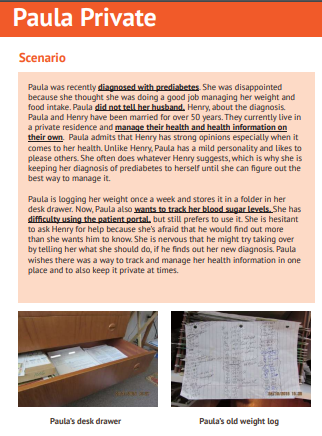 Paula Private
Scenario
Paula was recently diagnosed with prediabetes. She was disappointed
because she thought she was doing a good job managing her weight and
food intake. Paula did not tell her husband, Henry, about the diagnosis.
Paula and Henry have been married for over 50 years. They currently live in
a private residence and manage their health and health information on
their own. Paula admits that Henry has strong opinions especially when it
comes to her health. Unlike Henry, Paula has a mild personality and likes to
please others. She often does whatever Henry suggests, which is why she is
keeping her diagnosis of prediabetes to herself until she can figure out the
best way to manage it.
Paula is logging her weight once a week and stores it in a folder in her
desk drawer. Now, Paula also wants to track her blood sugar levels. She has
difficulty using the patient portal, but still prefers to use it. She is hesitant
to ask Henry for help because she's afraid that he would find out more
than she wants him to know. She is nervous that he might try taking over
by telling her what she should do, if he finds out her new diagnosis. Paula
wishes there was a way to track and manage her health information in one
place and to also keep it private at times.
Paula's desk drawer
Paula's old weight log